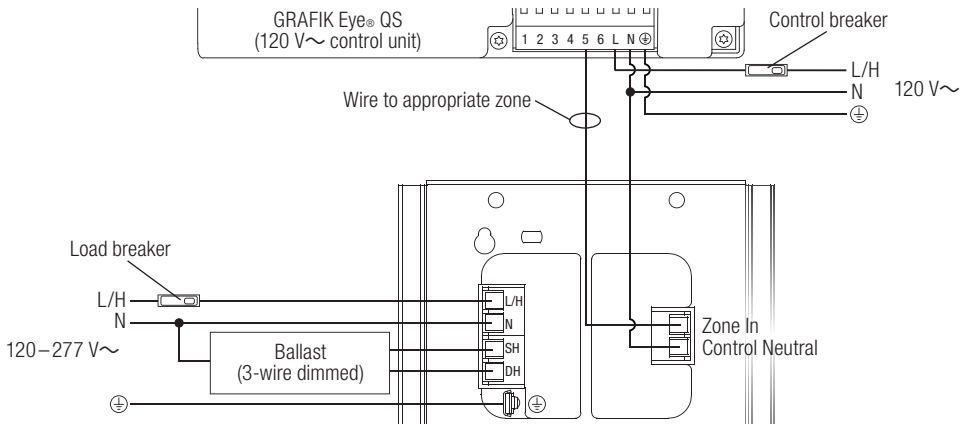 GRAFIK Eye® QS
(120 V~ control unit)
1 2 3 4 5 6 L N
Control breaker
L/H
N
120 V~
Wire to appropriate zone
Load breaker
L/H
N
120–277 V~
Ballast
(3-wire dimmed)
L/H
N
SH
DH
Zone In
Control Neutral